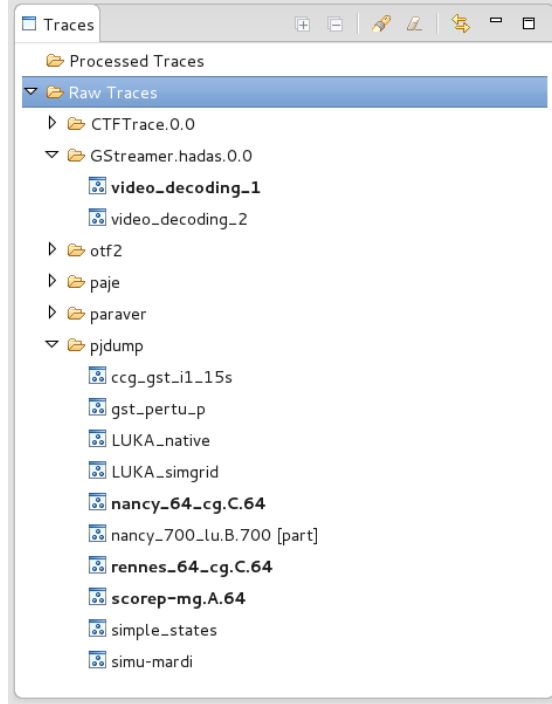 Traces
Processed Traces
Raw Traces
CTFTrace.0.0
GStreamer.hadas.0.0
video_decoding_1
video_decoding_2
otf2
paje
paraver
pjdump
ccg_gst_i1_15s
gst_pertu_p
LUKA_native
LUKA_simgrid
nancy_64_cg.C.64
nancy_700_lu.B.700 [part]
rennes_64_cg.C.64
scorep-mg.A.64
simple_states
simu-mardi